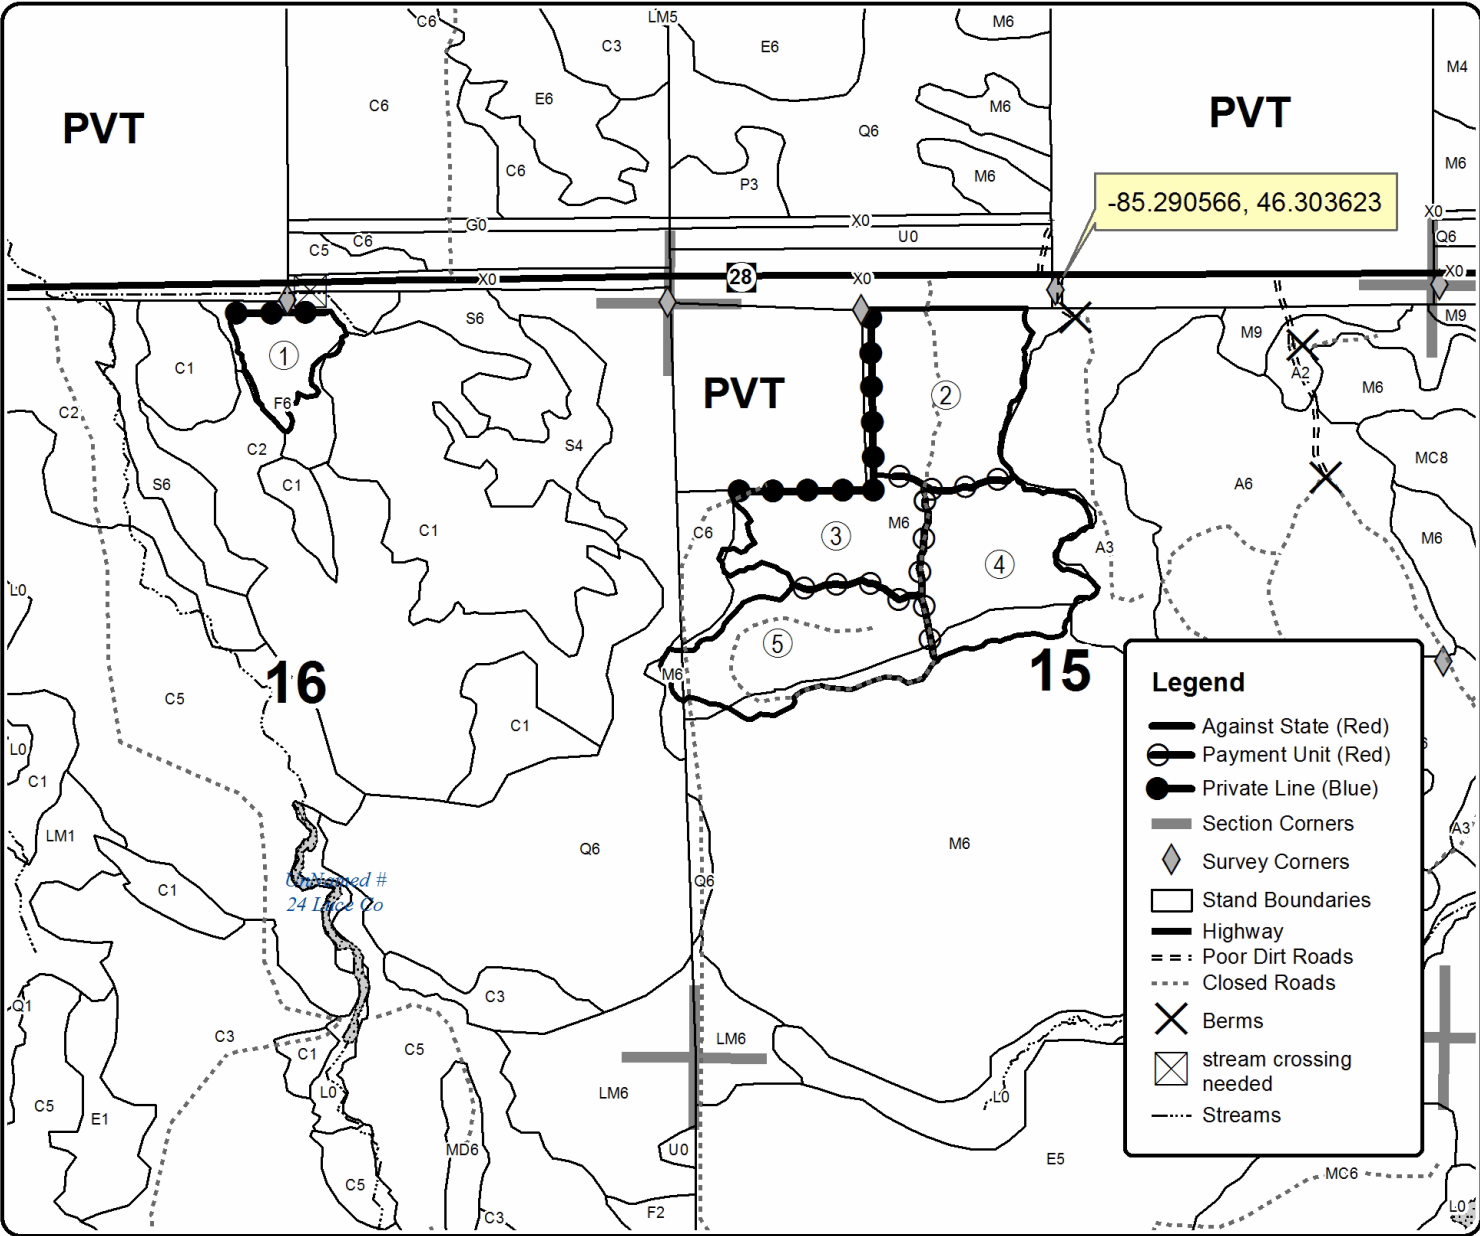 C6
LM5
M6
C3
E6
M4
C6
E6
M6
PVT
PVT
Q6
C6
P3
M6
M6
-85.290566, 46.303623
X0
G0
X0
C5
C6
U0
Q6
X0
28
X0
X0
S6
M9
M9
1
C1
A2
M6
PVT
2
F6
C2
C2
S4
MC8
S6
C1
A6
C1
M6
C6
3
A3
M6
4
L0
5
M6
16
15
C5
C1
L0
C1
LM1
Q6
M6
A3
C1
UnNamed #
24 Luce Co
Q6
Q1
C3
C3
C1
C5
LM6
L0
LM6
L0
C5
E1
MD6
U0
E5
MC6
C5
C3
F2
L0
Legend
Against State (Red)
Payment Unit (Red)
Private Line (Blue)
Section Corners
Survey Corners
Stand Boundaries
Highway
Poor Dirt Roads
Closed Roads
Berms
stream crossing
needed
Streams